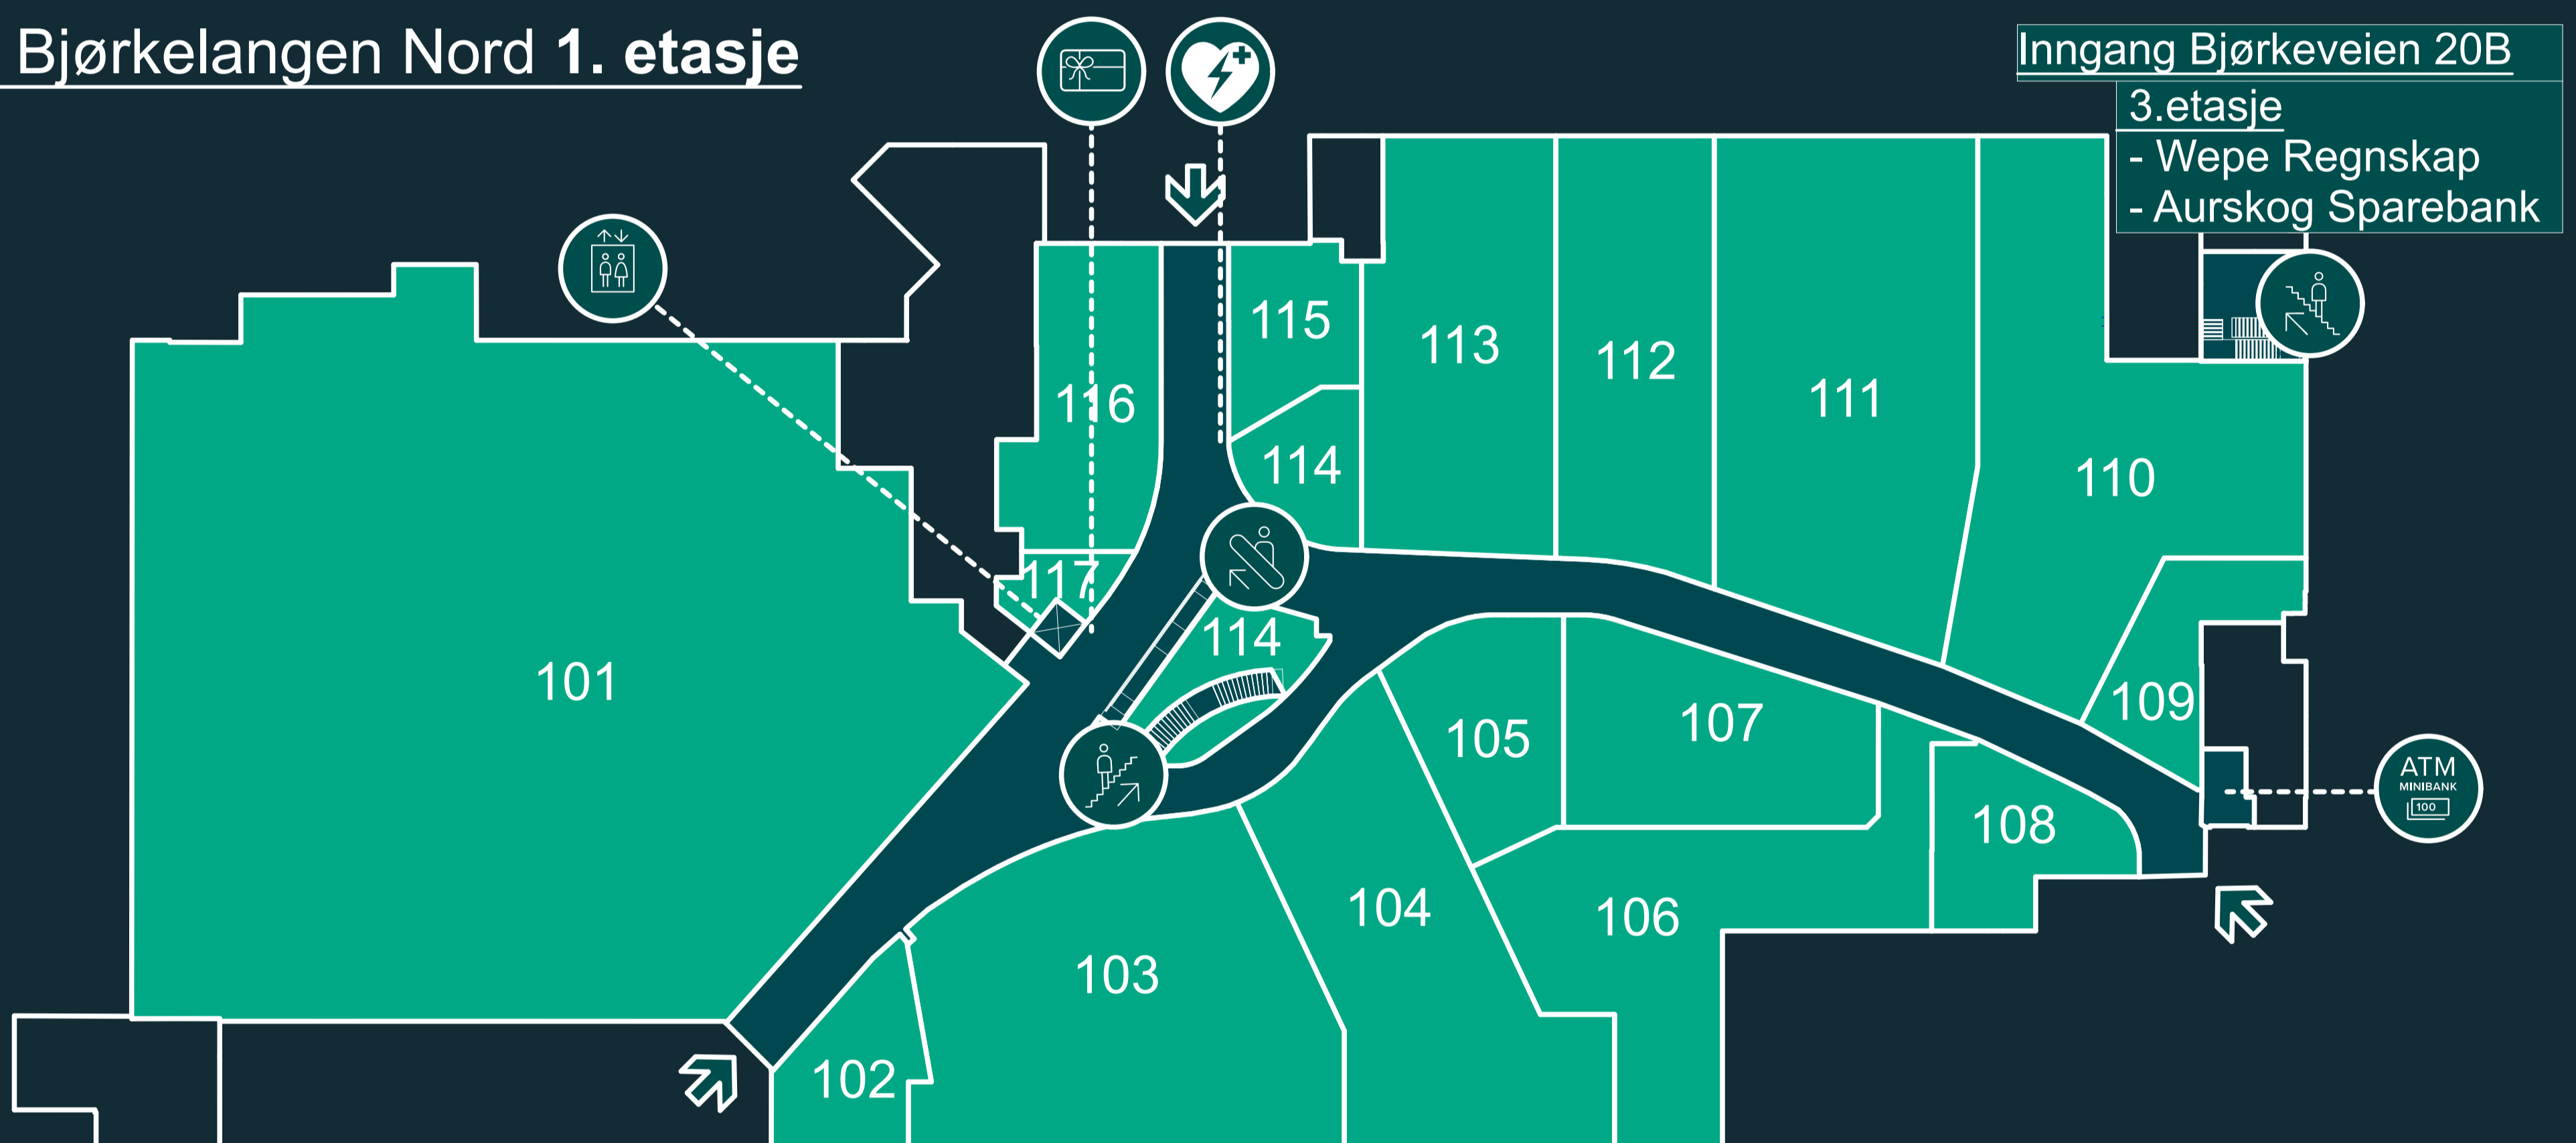 Bjørkelangen Nord 1. etasje
Inngang Bjørkeveien 20B
3.etasje
- Wepe Regnskap
- Aurskog Sparebank
115
113
112
111
116
114
110
117
114
101
109
105
107
ATM
MINIBANK
100
108
104
106
103
102